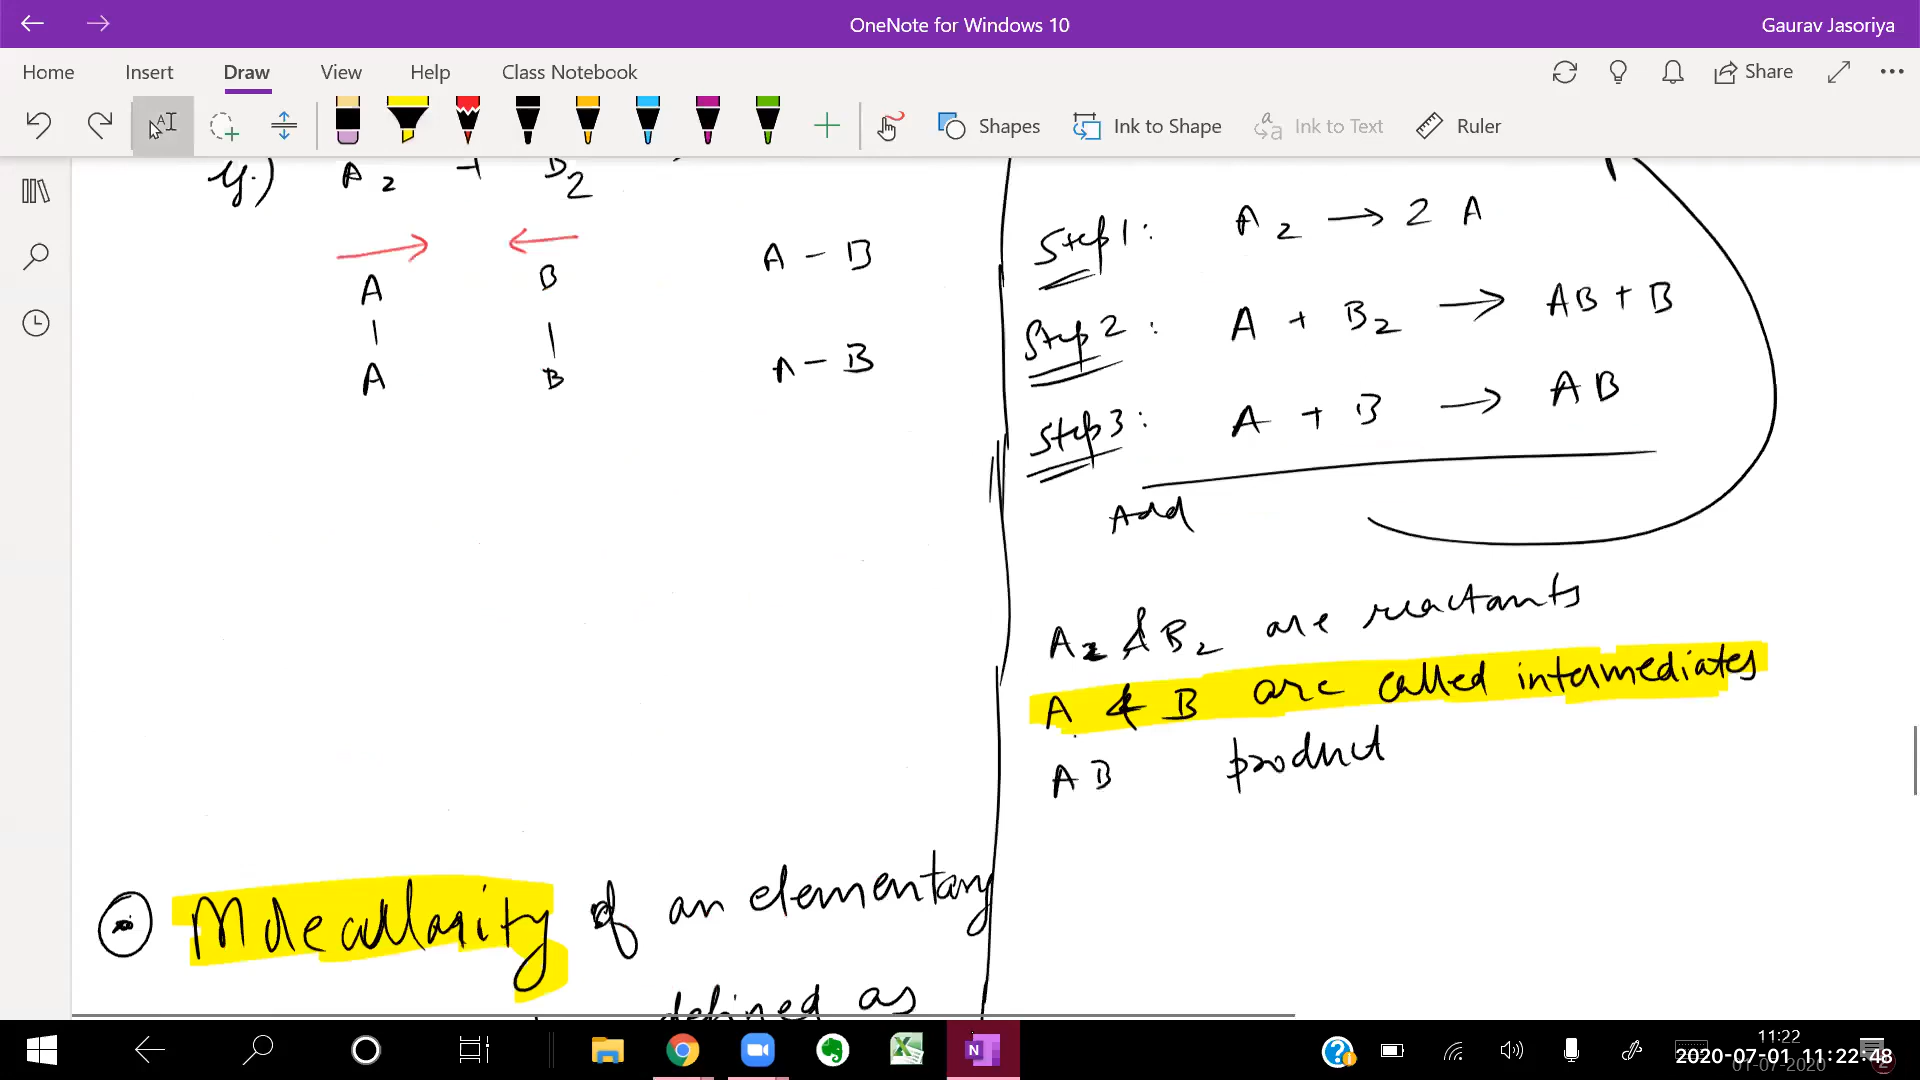 OneNote for Windows 10
Gaurav Jasoriya
Home Insert Draw View Help Class Notebook
Share
Shapes Ink to Shape Ink to Text Ruler
A2 + B2
A B A - B
A B A - B
Step 1: A2 → 2 A
Step 2: A + B2 → AB + B
Step 3: A + B → AB
Add
A2 & B2 are reactants
A & B are called intermediates
AB product
Molecularity of an elementary
defined as
11:22
2020-07-01 11:22:48
01-07-2020